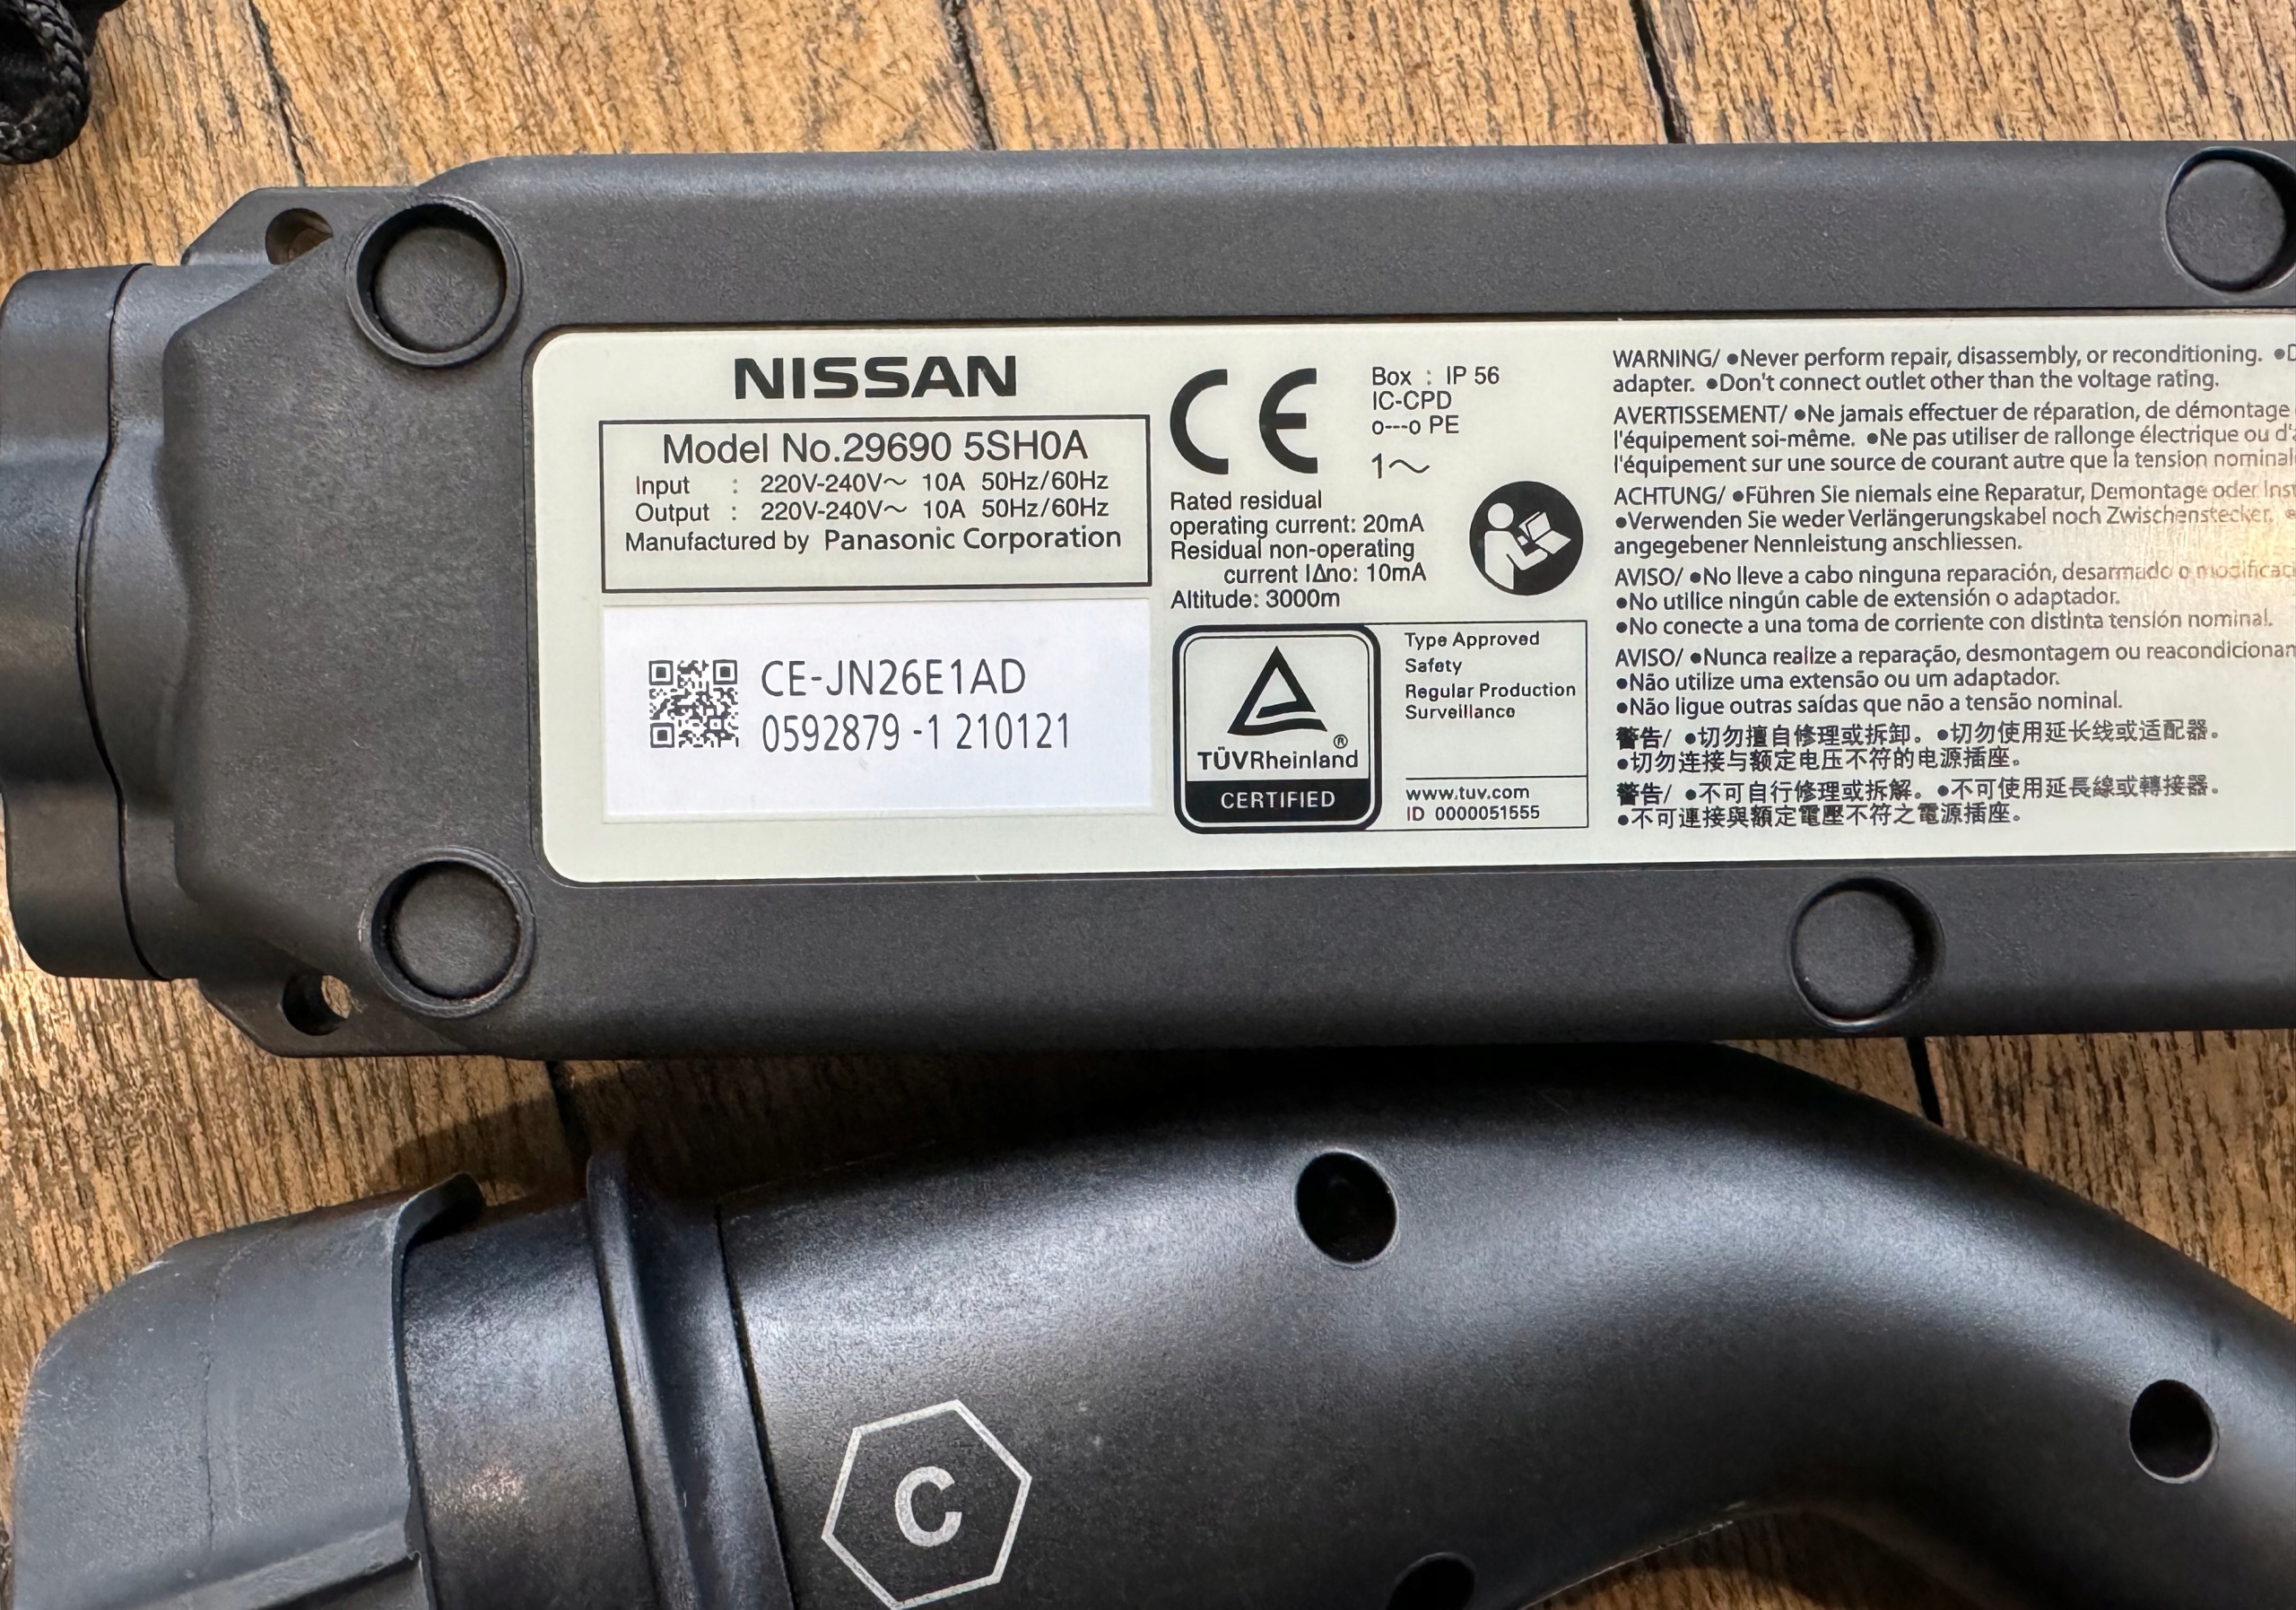 NISSAN
Model No.29690 5SH0A
Input : 220V-240V～ 10A 50Hz/60Hz
Output : 220V-240V～ 10A 50Hz/60Hz
Manufactured by Panasonic Corporation
CE-JN26E1AD
0592879 -1 210121
CE
Box : IP 56
IC-CPD
o---o PE
1～
Rated residual
operating current: 20mA
Residual non-operating
current IΔno: 10mA
Altitude: 3000m
TÜVRheinland®
CERTIFIED
Type Approved
Safety
Regular Production
Surveillance
www.tuv.com
ID 0000051555
WARNING/ ●Never perform repair, disassembly, or reconditioning. ●
adapter. ●Don't connect outlet other than the voltage rating.
AVERTISSEMENT/ ●Ne jamais effectuer de réparation, de démontage
l'équipement soi-même. ●Ne pas utiliser de rallonge électrique ou
l'équipement sur une source de courant autre que la tension
ACHTUNG/ ●Führen Sie niemals eine Reparatur, Demontage oder
●Verwenden Sie weder Verlängerungskabel noch Zwischenstecker.
angegebener Nennleistung anschliessen.
AVISO/ ●No lleve a cabo ninguna reparación, desarmado o
●No utilice ningún cable de extensión o adaptador.
●No conecte a una toma de corriente con distinta tensión nominal.
AVISO/ ●Nunca realize a reparação, desmontagem ou
●Não utilize uma extensão ou um adaptador.
●Não ligue outras saídas que não a tensão nominal.
警告/ ●切勿擅自修理或拆卸。●切勿使用延长线或适配器。
●切勿连接与额定电压不符的电源插座。
警告/ ●不可自行修理或拆解。●不可使用延長線或轉接器。
●不可連接與額定電壓不符之電源插座。
C